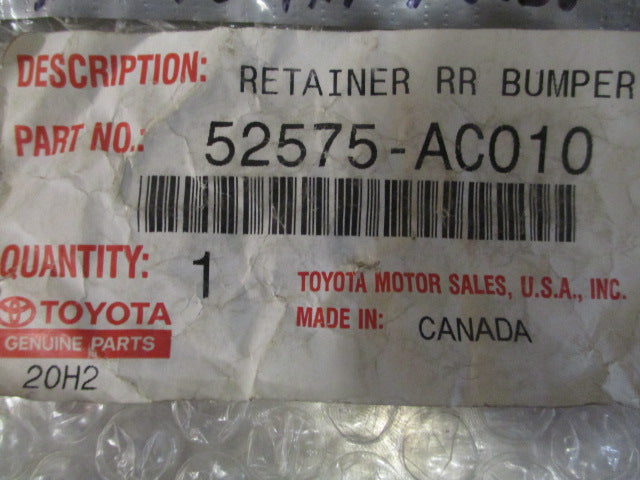 DESCRIPTION: RETAINER RR BUMPER
PART NO.: 52575-AC010
QUANTITY: 1
TOYOTA MOTOR SALES, U.S.A., INC.
TOYOTA
MADE IN: CANADA
GENUINE PARTS
20H2